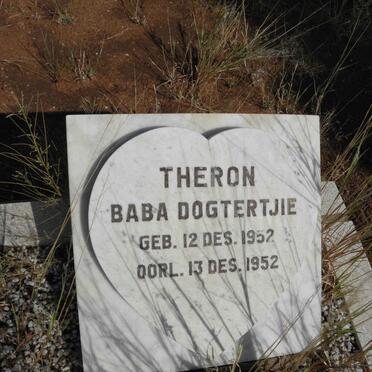 THERON
BABA DOGTERTJIE
GEB. 12 DES. 1952
OORL. 13 DES. 1952